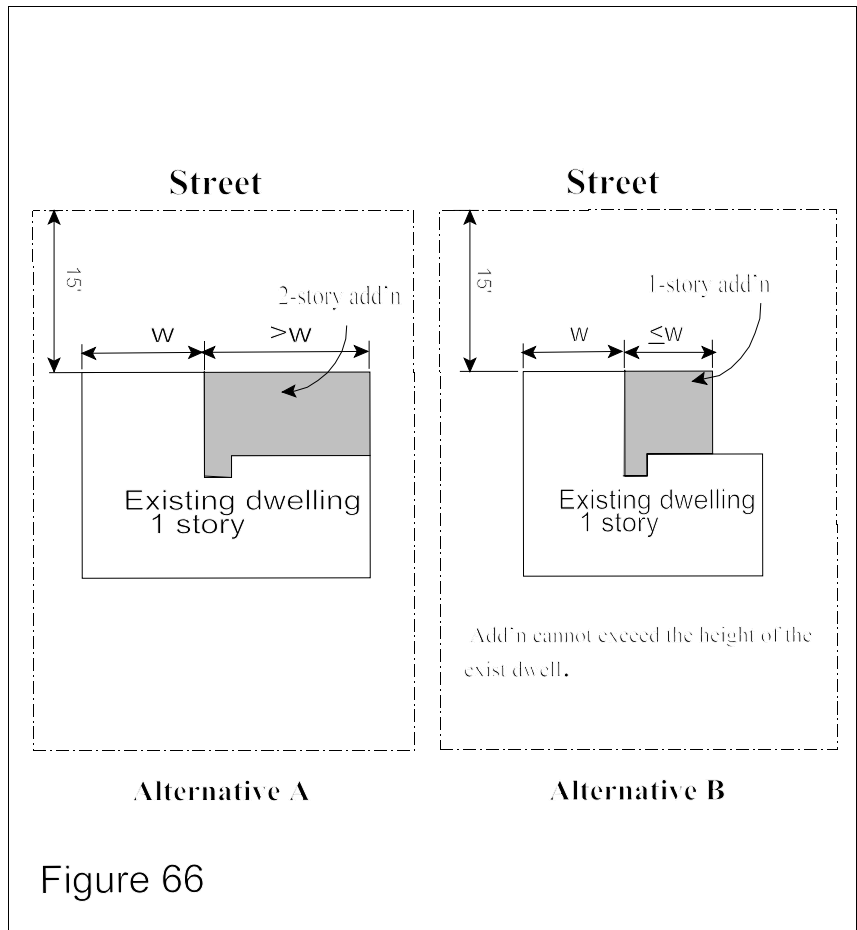 Street
15'
2-story add'n
w
>w
Existing dwelling
1 story
Alternative A
Street
15'
1-story add'n
w
≤w
Existing dwelling
1 story
Add'n cannot exceed the height of the
exist dwell.
Alternative B
Figure 66